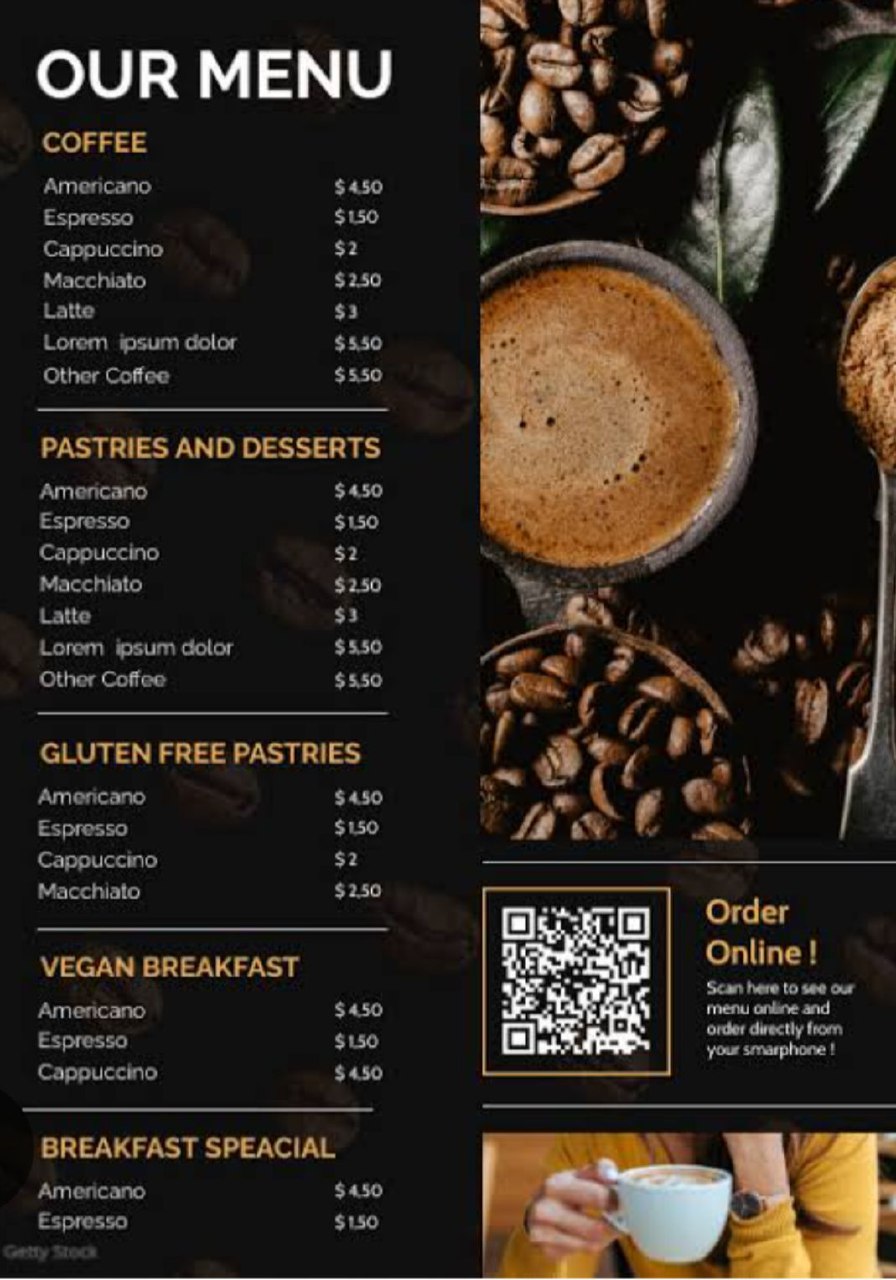 OUR MENU
COFFEE
Americano $4,50
Espresso $1,50
Cappuccino $2
Macchiato $2,50
Latte $3
Lorem ipsum dolor $5,50
Other Coffee $5,50
PASTRIES AND DESSERTS
Americano $4,50
Espresso $1,50
Cappuccino $2
Macchiato $2,50
Latte $3
Lorem ipsum dolor $5,50
Other Coffee $5,50
GLUTEN FREE PASTRIES
Americano $4,50
Espresso $1,50
Cappuccino $2
Macchiato $2,50
VEGAN BREAKFAST
Americano $4,50
Espresso $1,50
Cappuccino $4,50
BREAKFAST SPEACIAL
Americano $4,50
Espresso $1,50
Getty Stock
Order
Online !
Scan here to see our
menu online and
order directly from
your smarphone !